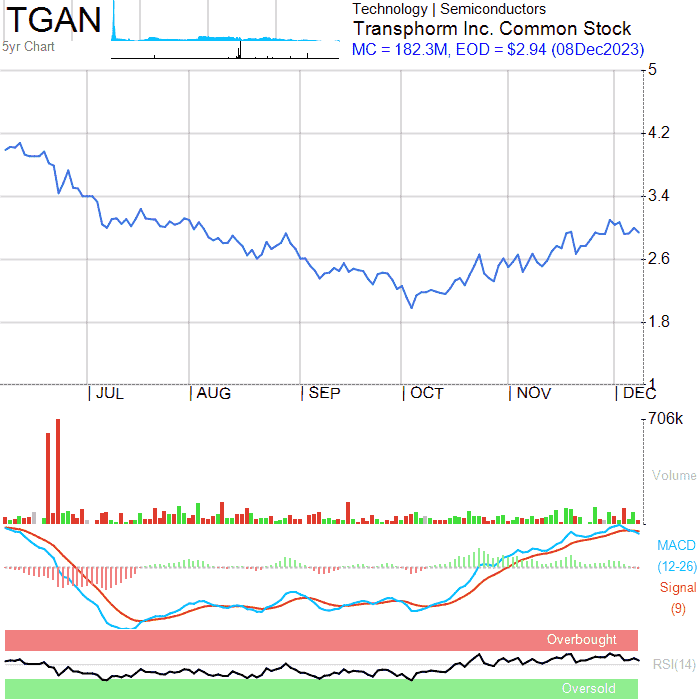 TGAN
5yr Chart
Technology | Semiconductors
Transphorm Inc. Common Stock
MC = 182.3M, EOD = $2.94 (08Dec2023)
5
4.2
3.4
2.6
1.8
1
JUL
AUG
SEP
OCT
NOV
DEC
706k
Volume
MACD
(12-26)
Signal
(9)
Overbought
RSI(14)
Oversold